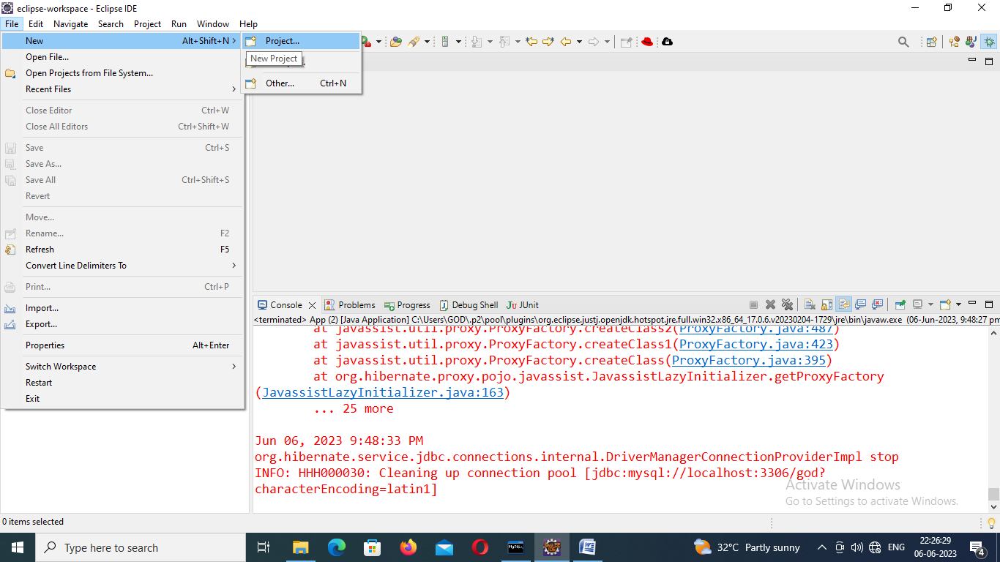 eclipse-workspace - Eclipse IDE
File Edit Navigate Search Project Run Window Help
New Alt+Shift+N
Project...
New Project
Open File...
Open Projects from File System...
Recent Files
Other... Ctrl+N
Close Editor Ctrl+W
Close All Editors Ctrl+Shift+W
Save Ctrl+S
Save As...
Save All Ctrl+Shift+S
Revert
Move...
Rename... F2
Refresh F5
Convert Line Delimiters To
Print... Ctrl+P
Import...
Export...
Properties Alt+Enter
Switch Workspace
Restart
Exit
Console Problems Progress Debug Shell JUnit
<terminated> App (2) [Java Application] C:\Users\GOD\.p2\pool\plugins\org.eclipse.justj.openjdk.hotspot.jre.full.win32.x86_64_17.0.6.v20230204-1729\jre\bin\javaw.exe (06-Jun-2023, 9:48:27 pm
at javassist.util.proxy.ProxyFactory.createClass2(ProxyFactory.java:487)
at javassist.util.proxy.ProxyFactory.createClass1(ProxyFactory.java:423)
at javassist.util.proxy.ProxyFactory.createClass(ProxyFactory.java:395)
at org.hibernate.proxy.pojo.javassist.JavassistLazyInitializer.getProxyFactory
(JavassistLazyInitializer.java:163)
... 25 more
Jun 06, 2023 9:48:33 PM
org.hibernate.service.jdbc.connections.internal.DriverManagerConnectionProviderImpl stop
INFO: HHH000030: Cleaning up connection pool [jdbc:mysql://localhost:3306/god?
characterEncoding=latin1]
Activate Windows
Go to Settings to activate Windows.
0 items selected
Type here to search
32°C Partly sunny
ENG
22:26:29
06-06-2023
4